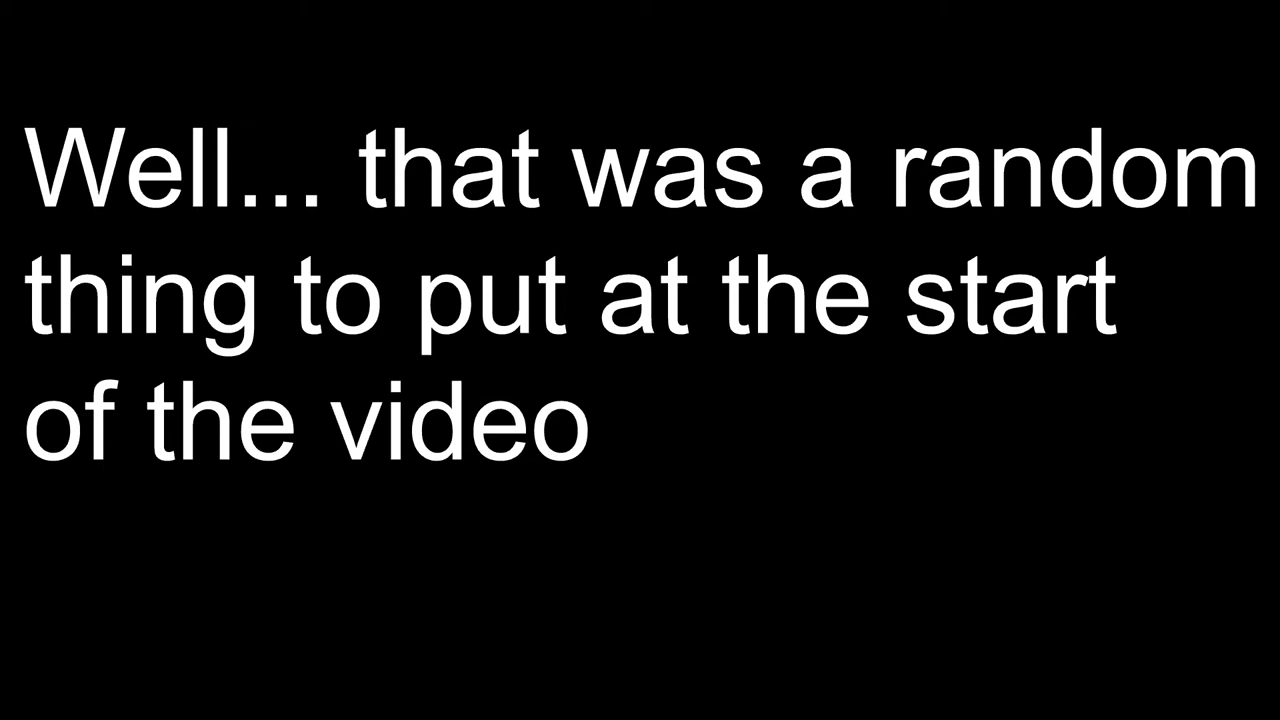 Well... that was a random
thing to put at the start
of the video